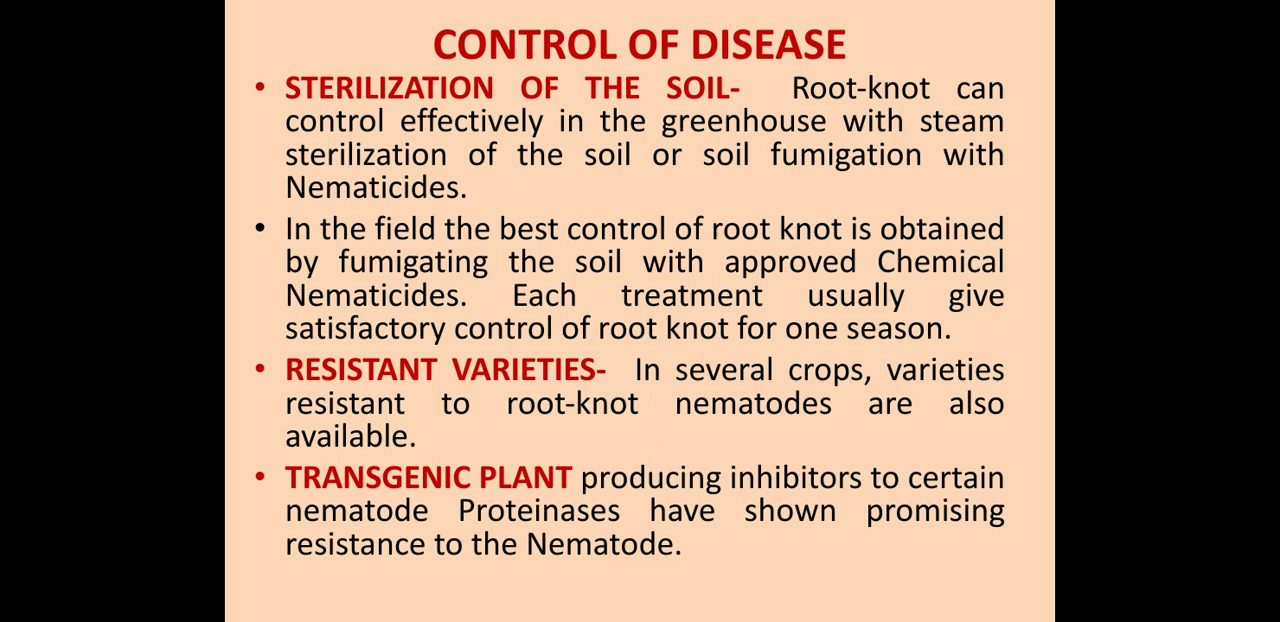 CONTROL OF DISEASE
• STERILIZATION OF THE SOIL- Root-knot can
control effectively in the greenhouse with steam
sterilization of the soil or soil fumigation with
Nematicides.
• In the field the best control of root knot is obtained
by fumigating the soil with approved Chemical
Nematicides. Each treatment usually give
satisfactory control of root knot for one season.
• RESISTANT VARIETIES- In several crops, varieties
resistant to root-knot nematodes are also
available.
• TRANSGENIC PLANT producing inhibitors to certain
nematode Proteinases have shown promising
resistance to the Nematode.